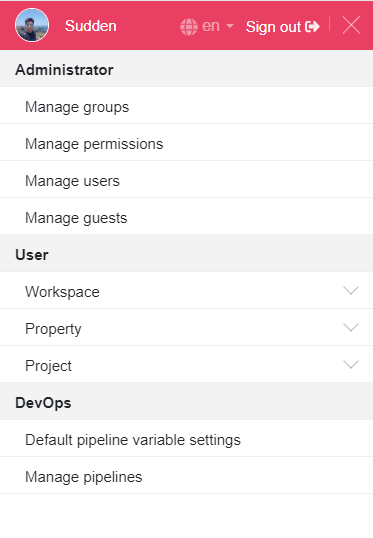 Sudden en Sign out
Administrator
Manage groups
Manage permissions
Manage users
Manage guests
User
Workspace
Property
Project
DevOps
Default pipeline variable settings
Manage pipelines